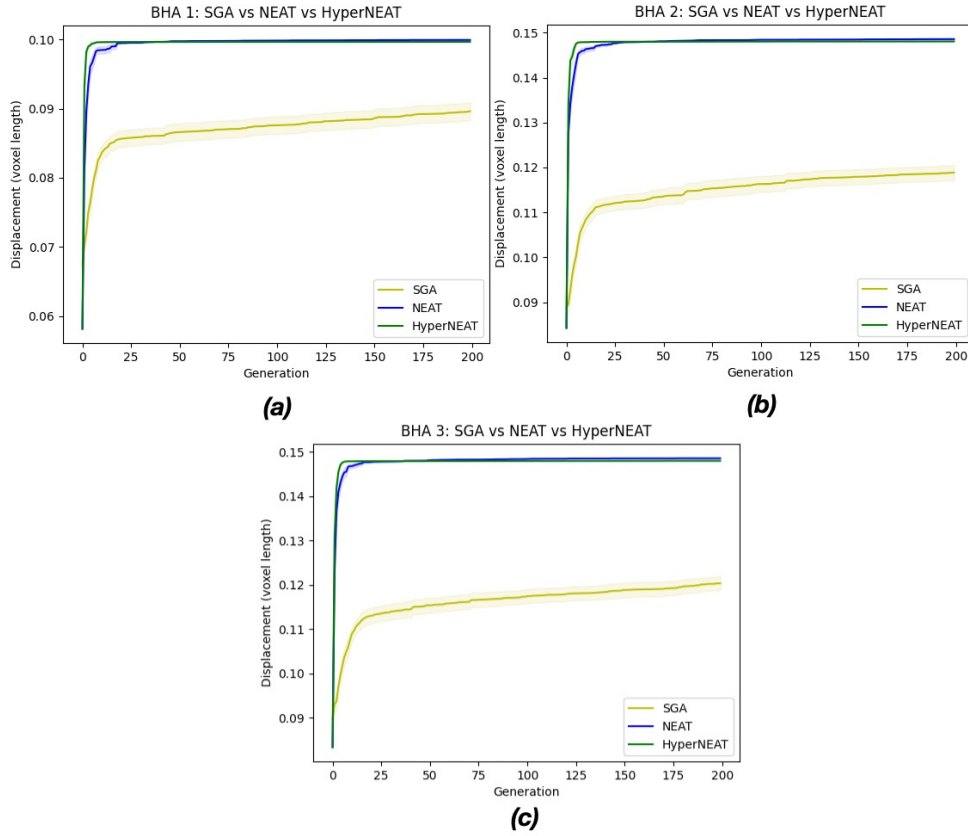 BHA 1: SGA vs NEAT vs HyperNEAT
0.10
0.09
0.08
0.07
0.06
Displacement (voxel length)
SGA
NEAT
HyperNEAT
0 25 50 75 100 125 150 175 200
Generation
(a)
BHA 2: SGA vs NEAT vs HyperNEAT
0.15
0.14
0.13
0.12
0.11
0.10
0.09
Displacement (voxel length)
SGA
NEAT
HyperNEAT
0 25 50 75 100 125 150 175 200
Generation
(b)
BHA 3: SGA vs NEAT vs HyperNEAT
0.15
0.14
0.13
0.12
0.11
0.10
0.09
Displacement (voxel length)
SGA
NEAT
HyperNEAT
0 25 50 75 100 125 150 175 200
Generation
(c)